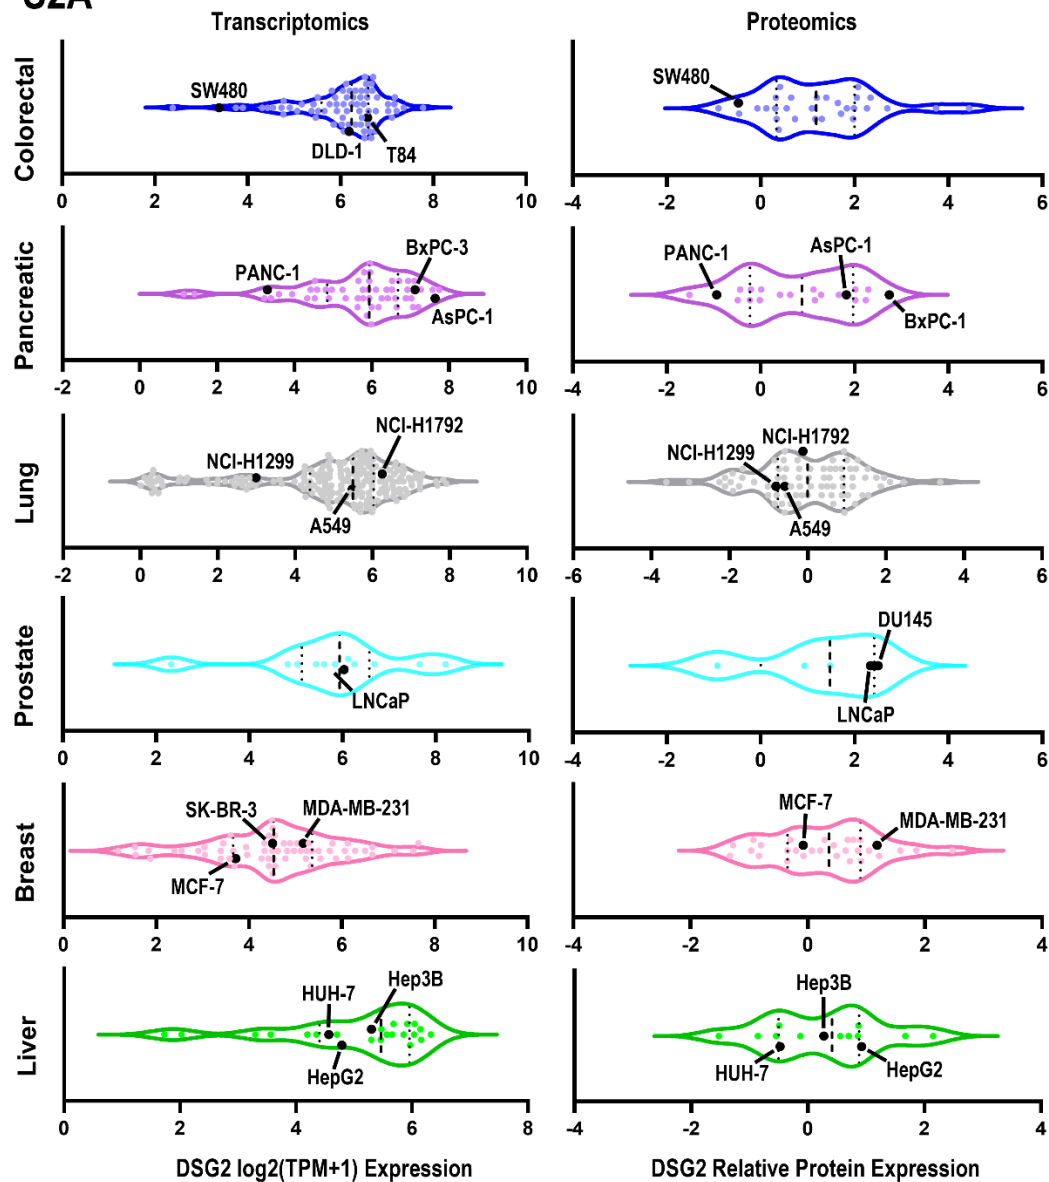 S2A
Transcriptomics
Proteomics
Colorectal
SW480
DLD-1
T84
0 2 4 6 8 10
SW480
-4 -2 0 2 4 6
Pancreatic
PANC-1
BxPC-3
AsPC-1
-2 0 2 4 6 8 10
PANC-1
AsPC-1
BxPC-1
-4 -2 0 2 4 6
Lung
NCI-H1299
NCI-H1792
A549
-2 0 2 4 6 8 10
NCI-H1792
NCI-H1299
A549
-6 -4 -2 0 2 4 6
Prostate
LNCaP
0 2 4 6 8 10
DU145
LNCaP
-4 -2 0 2 4 6
Breast
SK-BR-3
MDA-MB-231
MCF-7
0 2 4 6 8 10
MCF-7
MDA-MB-231
-4 -2 0 2 4
Liver
Hep3B
HUH-7
HepG2
0 2 4 6 8
Hep3B
HUH-7
HepG2
-4 -2 0 2 4
DSG2 log2(TPM+1) Expression
DSG2 Relative Protein Expression